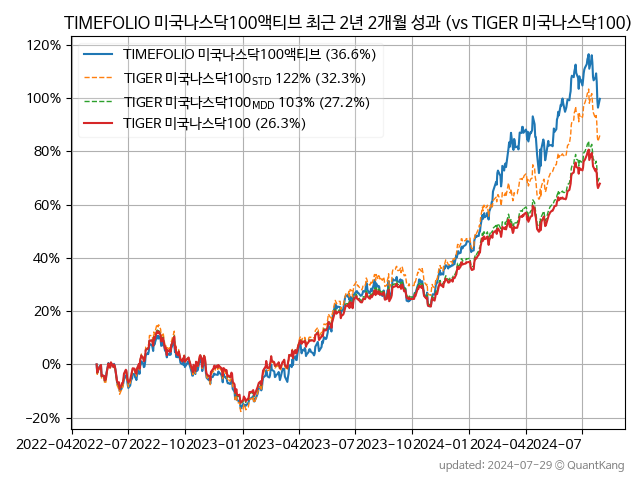 TIMEFOLIO 미국나스닥100액티브 최근 2년 2개월 성과 (vs TIGER 미국나스닥100)
120%
100%
80%
60%
40%
20%
0%
−20%
TIMEFOLIO 미국나스닥100액티브 (36.6%)
TIGER 미국나스닥100STD 122% (32.3%)
TIGER 미국나스닥100MDD 103% (27.2%)
TIGER 미국나스닥100 (26.3%)
2022-04 2022-07 2022-10 2023-01 2023-04 2023-07 2023-10 2024-01 2024-04 2024-07
updated: 2024-07-29 © QuantKang